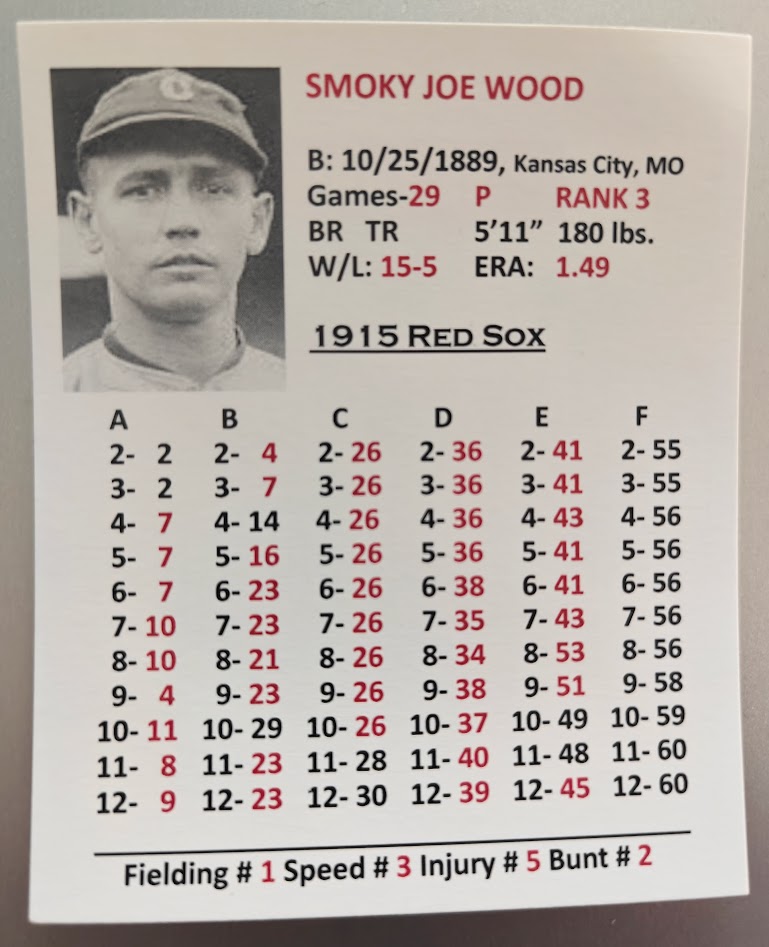 SMOKY JOE WOOD
B: 10/25/1889, Kansas City, MO
Games-29 P RANK 3
BR TR 5'11” 180 lbs.
W/L: 15-5 ERA: 1.49
1915 RED SOX
A B C D E F
2- 2 2- 4 2- 26 2- 36 2- 41 2- 55
3- 2 3- 7 3- 26 3- 36 3- 41 3- 55
4- 7 4- 14 4- 26 4- 36 4- 43 4- 56
5- 7 5- 16 5- 26 5- 36 5- 41 5- 56
6- 7 6- 23 6- 26 6- 38 6- 41 6- 56
7- 10 7- 23 7- 26 7- 35 7- 43 7- 56
8- 10 8- 21 8- 26 8- 34 8- 53 8- 56
9- 4 9- 23 9- 26 9- 38 9- 51 9- 58
10- 11 10- 29 10- 26 10- 37 10- 49 10- 59
11- 8 11- 23 11- 28 11- 40 11- 48 11- 60
12- 9 12- 23 12- 30 12- 39 12- 45 12- 60
Fielding # 1 Speed # 3 Injury # 5 Bunt # 2